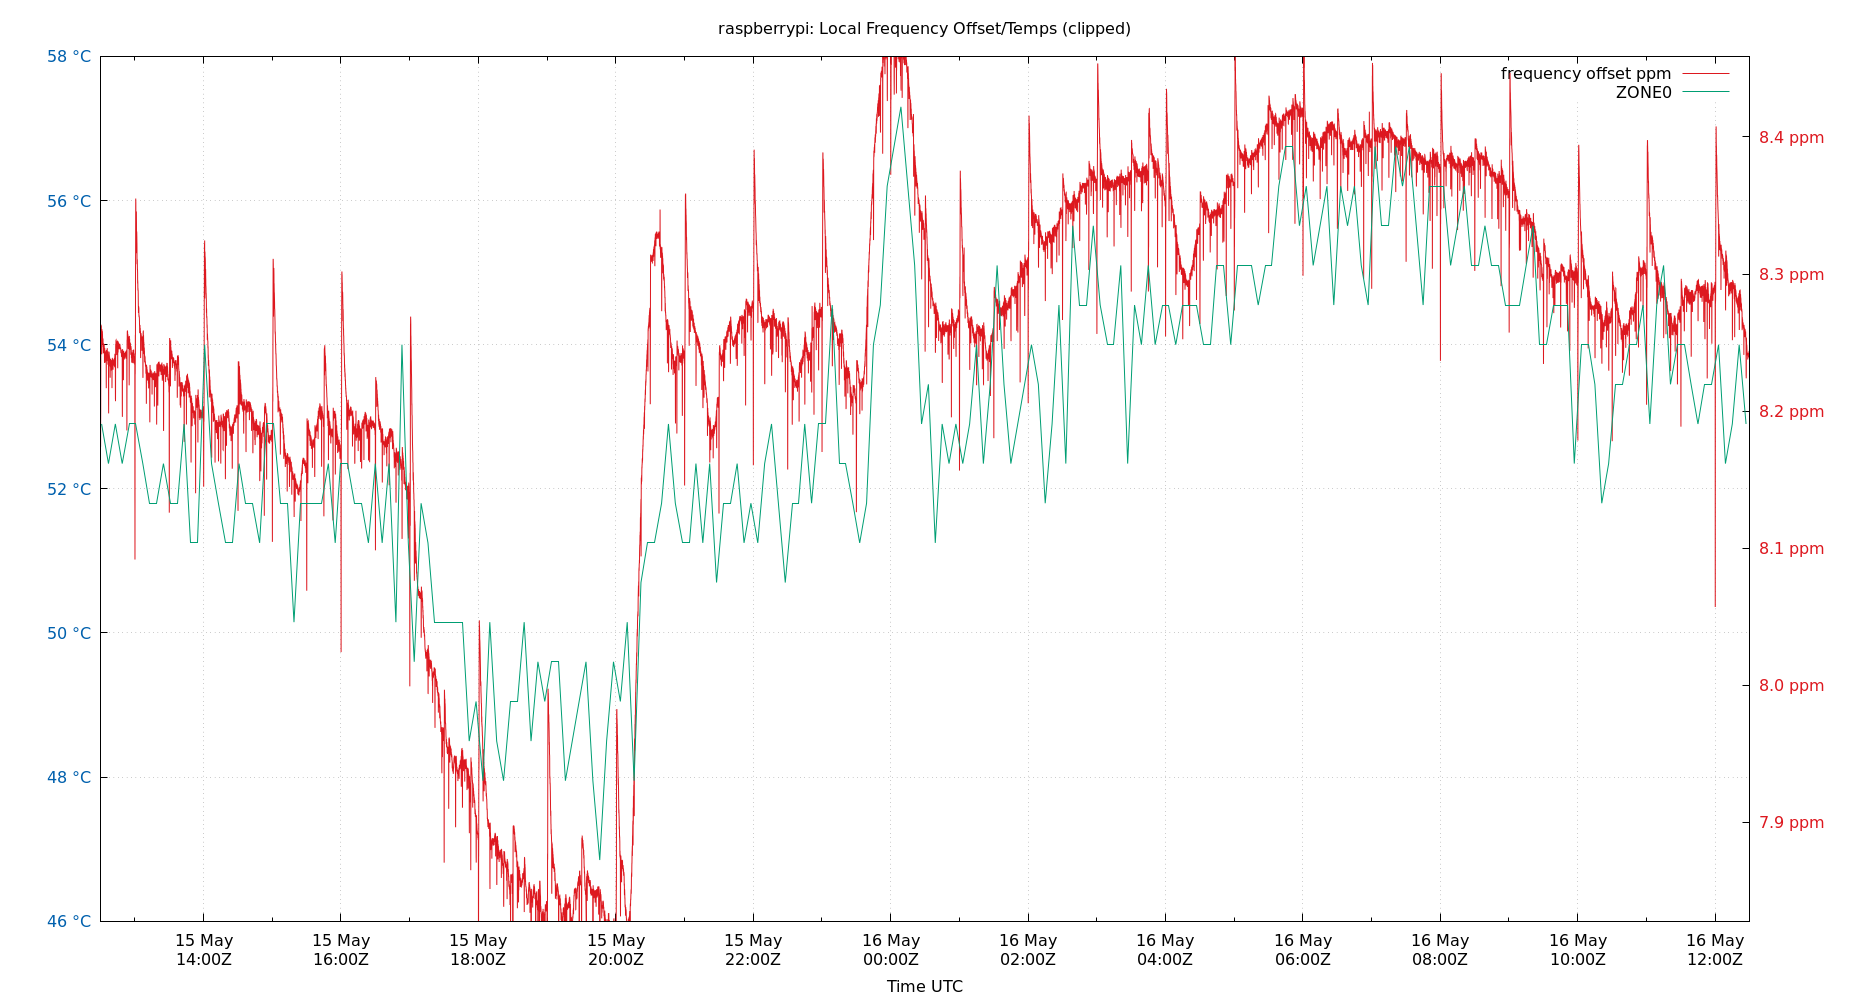 raspberrypi: Local Frequency Offset/Temps (clipped)
58 °C
56 °C
54 °C
52 °C
50 °C
48 °C
46 °C
frequency offset ppm
ZONE0
8.4 ppm
8.3 ppm
8.2 ppm
8.1 ppm
8.0 ppm
7.9 ppm
15 May 15 May 15 May 15 May 15 May 16 May 16 May 16 May 16 May 16 May 16 May 16 May
14:00Z 16:00Z 18:00Z 20:00Z 22:00Z 00:00Z 02:00Z 04:00Z 06:00Z 08:00Z 10:00Z 12:00Z
Time UTC